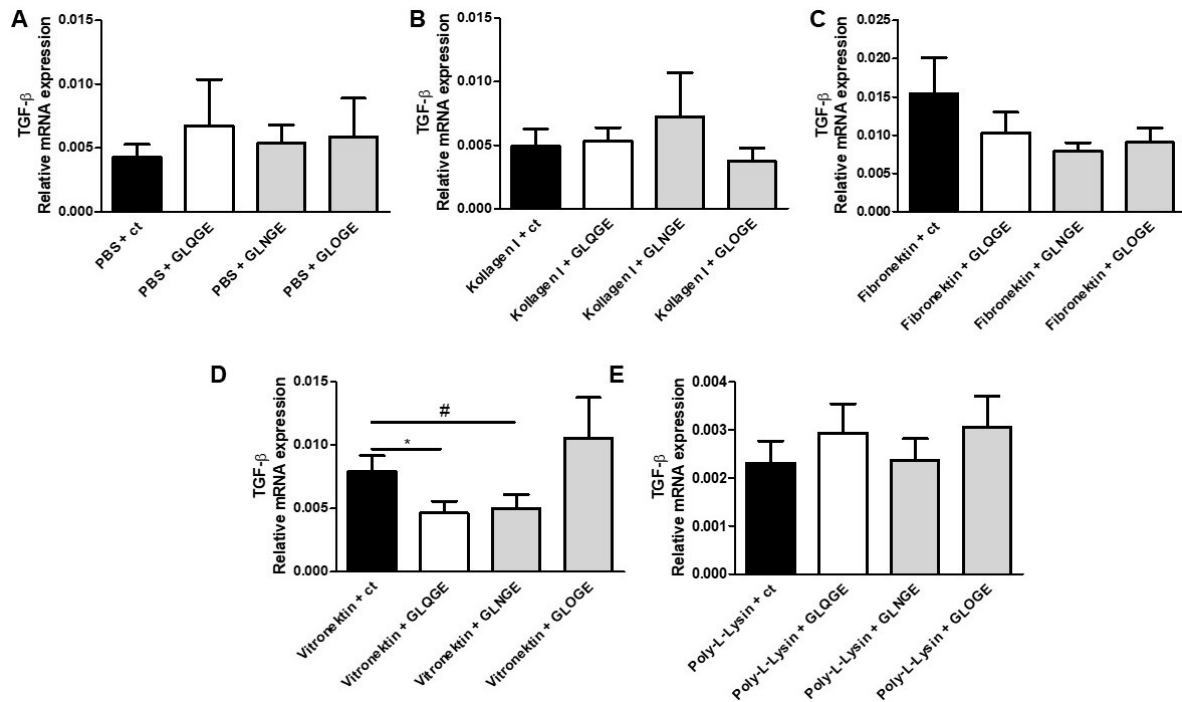 A
TGF-β
Relative mRNA expression
0.015
0.010
0.005
0.000
PBS + ct
PBS + GLQGE
PBS + GLNGE
PBS + GLOGE
B
TGF-β
Relative mRNA expression
0.015
0.010
0.005
0.000
Kollagen I + ct
Kollagen I + GLQGE
Kollagen I + GLNGE
Kollagen I + GLOGE
C
TGF-β
Relative mRNA expression
0.025
0.020
0.015
0.010
0.005
0.000
Fibronektin + ct
Fibronektin + GLQGE
Fibronektin + GLNGE
Fibronektin + GLOGE
D
TGF-β
Relative mRNA expression
0.015
0.010
0.005
0.000
#
*
Vitronektin + ct
Vitronektin + GLQGE
Vitronektin + GLNGE
Vitronektin + GLOGE
E
TGF-β
Relative mRNA expression
0.004
0.003
0.002
0.001
0.000
Poly-L-Lysin + ct
Poly-L-Lysin + GLQGE
Poly-L-Lysin + GLNGE
Poly-L-Lysin + GLOGE